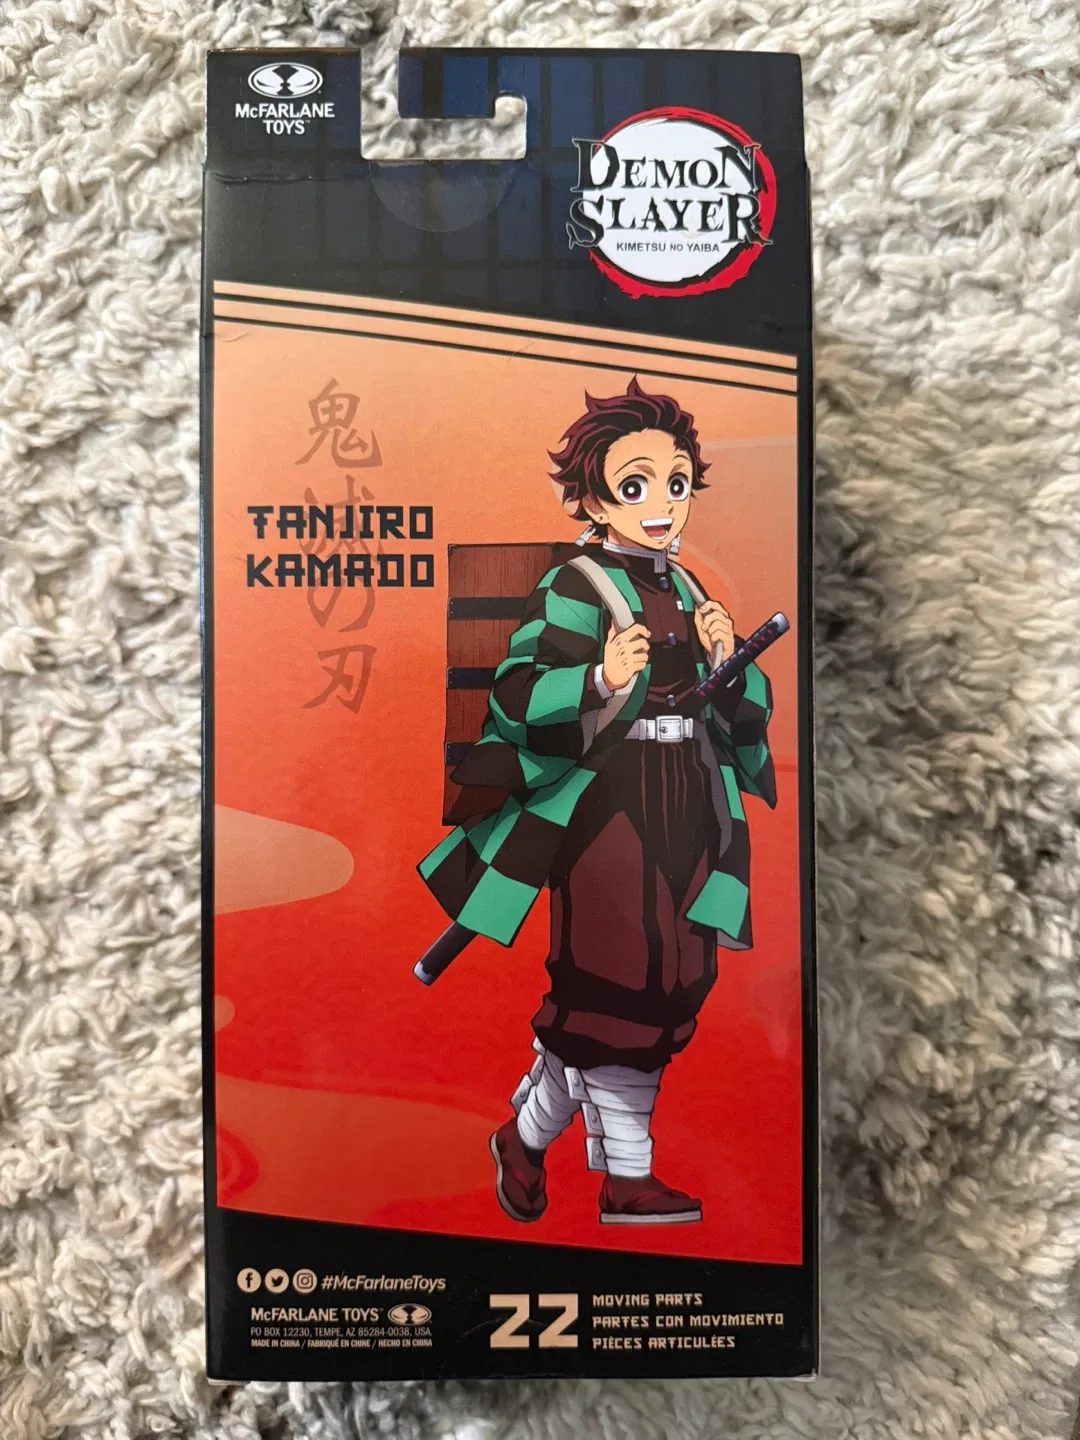 McFARLANE
TOYS™
DEMON
SLAYER
KIMETSU NO YAIBA
鬼滅の刃
TANJIRO
KAMADO
#McFarlaneToys
McFARLANE TOYS™
PO BOX 12230, TEMPE, AZ 85284-0038, USA.
MADE IN CHINA / FABRIQUÉ EN CHINE / HECHO EN CHINA
22
MOVING PARTS
PARTES CON MOVIMIENTO
PIÈCES ARTICULÉES